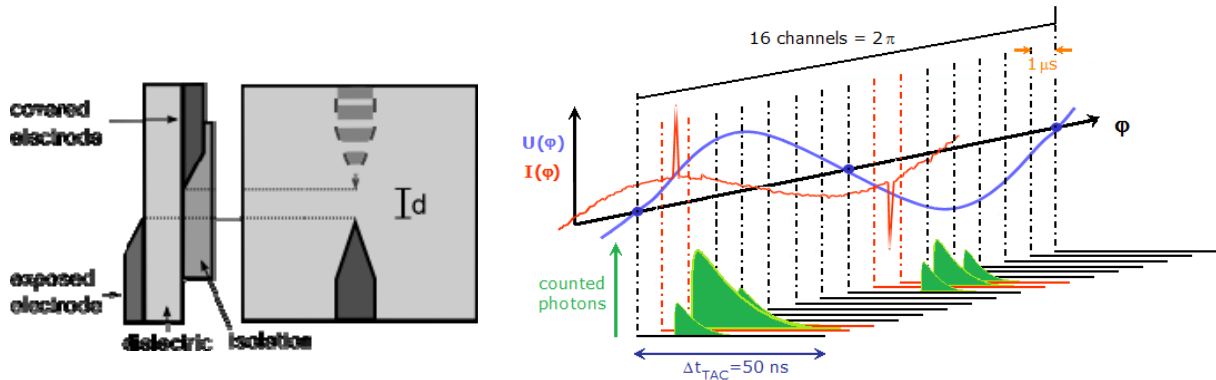 covered
electrode
d
exposed
electrode
dielectric
isolation
16 channels = 2π
1 μs
U(φ)
I(φ)
φ
counted
photons
Δt_TAC=50 ns